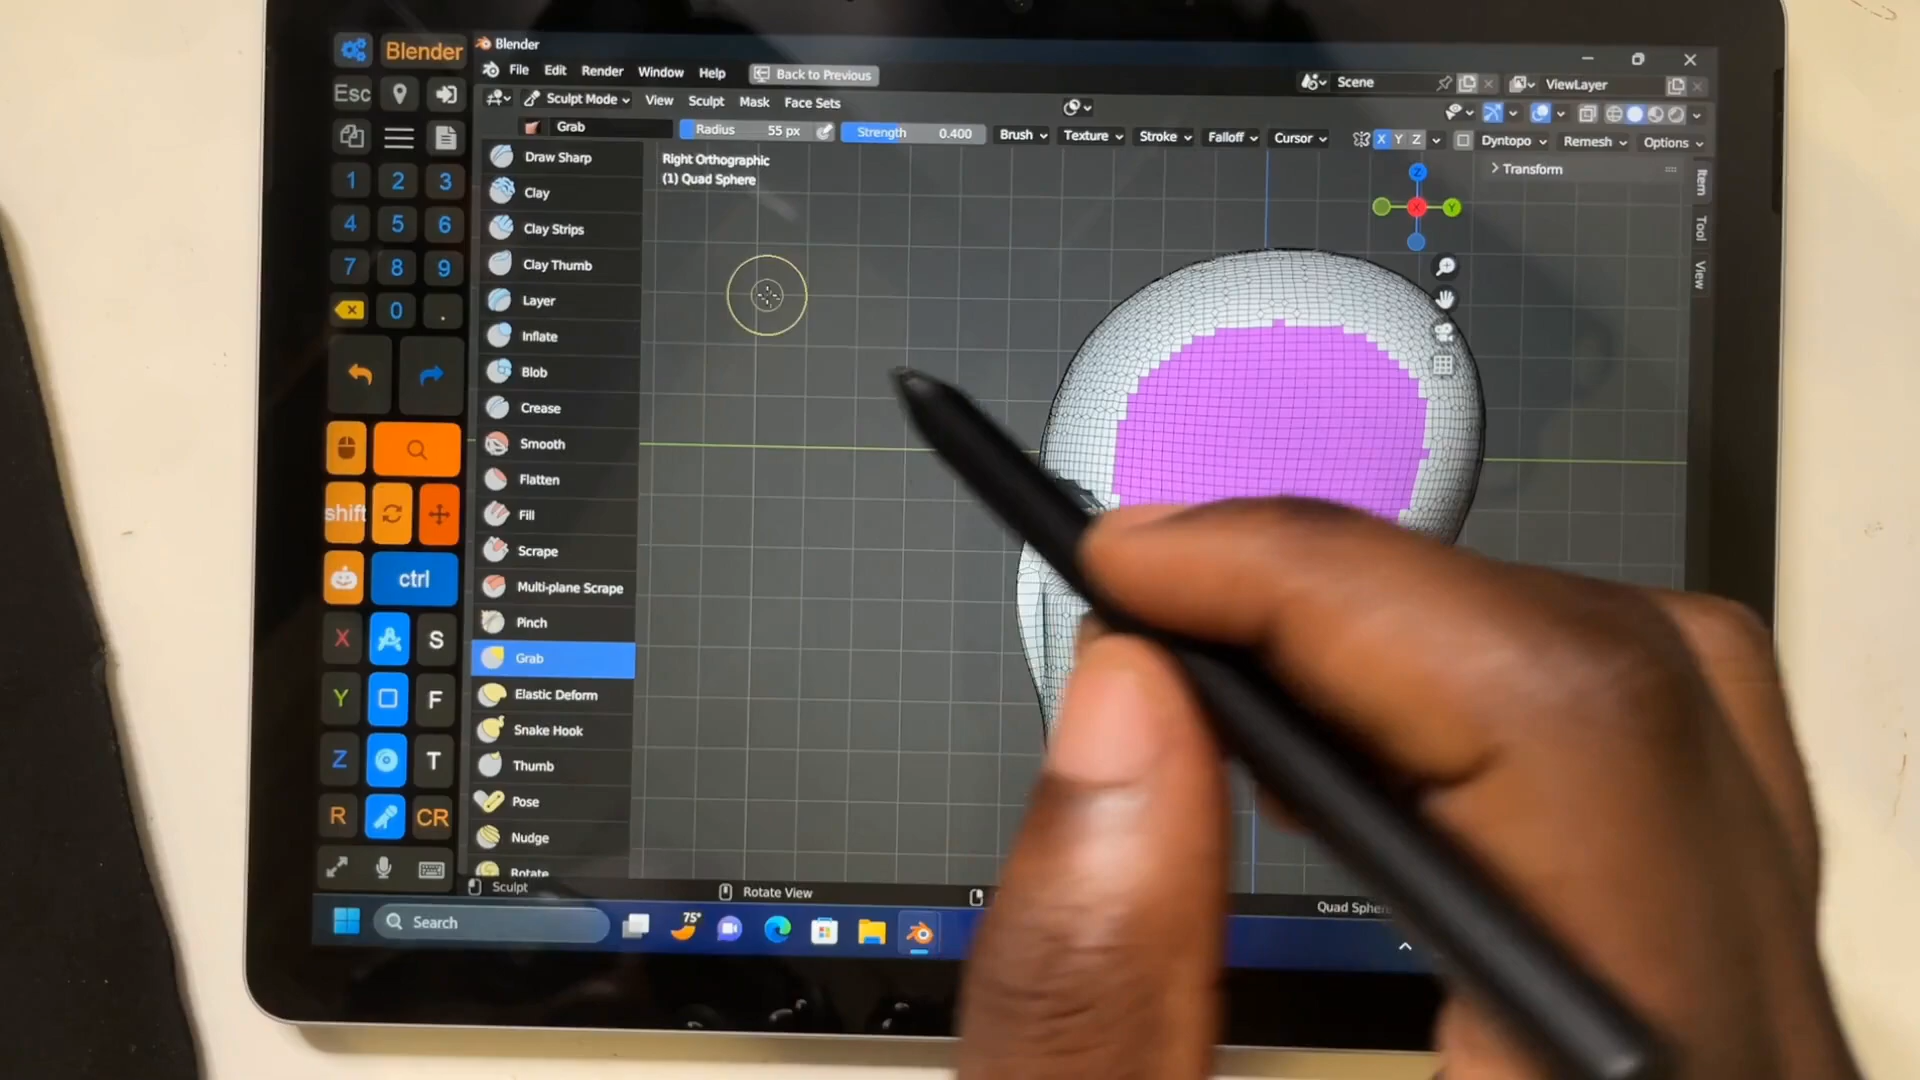 Blender
Blender
File Edit Render Window Help Back to Previous
Scene
ViewLayer
Sculpt Mode View Sculpt Mask Face Sets
Grab
Radius 55 px
Strength 0.400
Brush Texture Stroke Falloff Cursor
X Y Z
Dyntopo Remesh Options
Right Orthographic
(1) Quad Sphere
Transform
Item
Tool
View
Z
X
Y
Draw Sharp
Clay
Clay Strips
Clay Thumb
Layer
Inflate
Blob
Crease
Smooth
Flatten
Fill
Scrape
Multi-plane Scrape
Pinch
Grab
Elastic Deform
Snake Hook
Thumb
Pose
Nudge
Rotate
Esc
1 2 3
4 5 6
7 8 9
0 .
shift
ctrl
X S
Y F
Z T
R CR
Sculpt
Rotate View
Quad Sphere
Search
75°